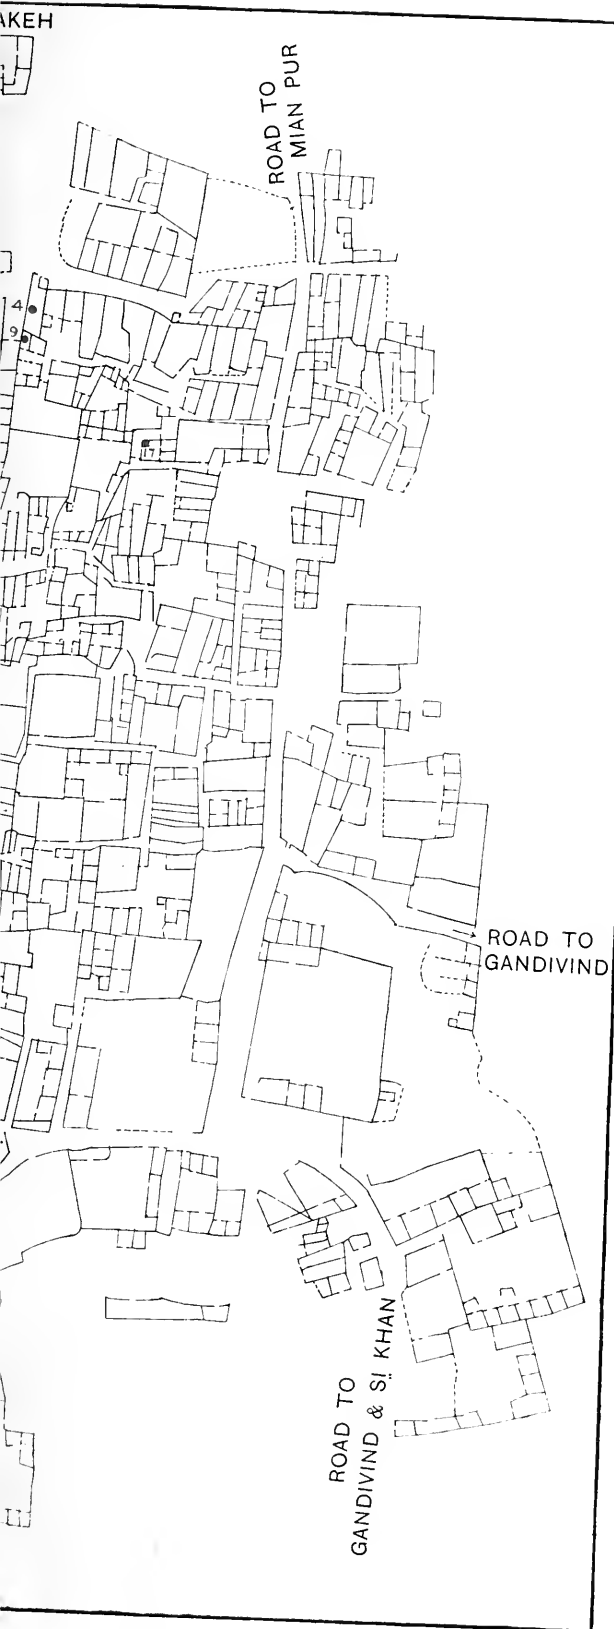 AKEH
ROAD TO
MIAN PUR
4
9
17
ROAD TO
GANDIVIND
ROAD TO
GANDIVIND & S! KHAN